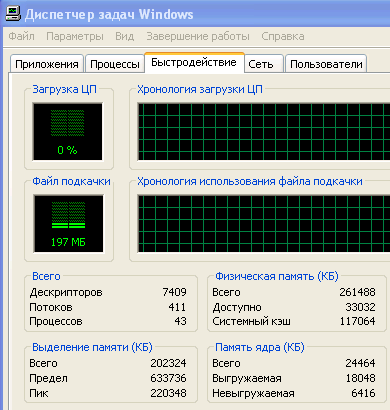 Диспетчер задач Windows
Файл Параметры Вид Завершение работы Справка
Приложения Процессы Быстродействие Сеть Пользователи
Загрузка ЦП Хронология загрузки ЦП
0 %
Файл подкачки Хронология использования файла подкачки
197 МБ
Всего Физическая память (КБ)
Дескрипторов 7409 Всего 261488
Потоков 411 Доступно 33032
Процессов 43 Системный кэш 117064
Выделение памяти (КБ) Память ядра (КБ)
Всего 202324 Всего 24464
Предел 633736 Выгружаемая 18048
Пик 220348 Невыгружаемая 6416